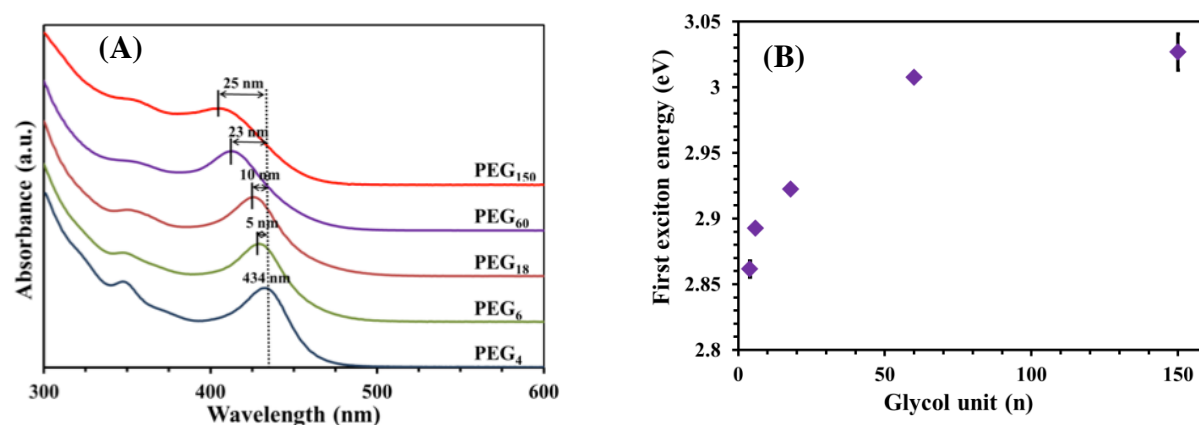 (A)
25 nm
23 nm
10 nm
5 nm
434 nm
PEG150
PEG60
PEG18
PEG6
PEG4
Absorbance (a.u.)
300
400
500
600
Wavelength (nm)
(B)
First exciton energy (eV)
3.05
3
2.95
2.9
2.85
2.8
0
50
100
150
Glycol unit (n)